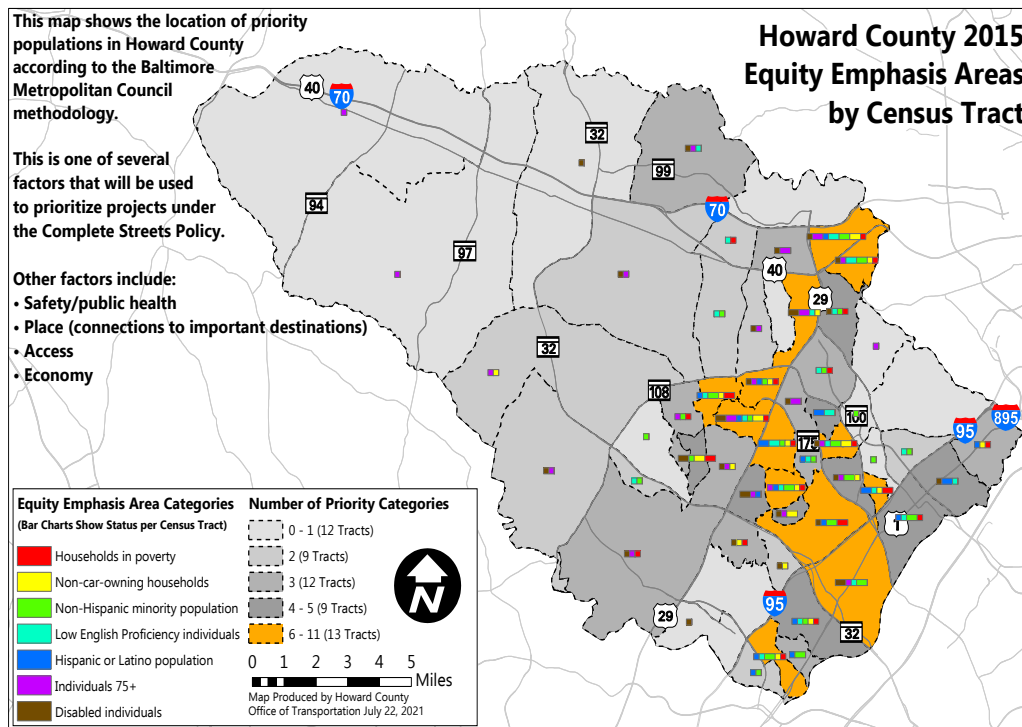 This map shows the location of priority
populations in Howard County
according to the Baltimore
Metropolitan Council
methodology.
This is one of several
factors that will be used
to prioritize projects under
the Complete Streets Policy.
Other factors include:
• Safety/public health
• Place (connections to important destinations)
• Access
• Economy
Howard County 2015
Equity Emphasis Areas
by Census Tract
40
70
32
99
94
70
97
40
29
32
108
100
895
95
175
1
95
29
32
Equity Emphasis Area Categories
(Bar Charts Show Status per Census Tract)
Households in poverty
Non-car-owning households
Non-Hispanic minority population
Low English Proficiency individuals
Hispanic or Latino population
Individuals 75+
Disabled individuals
Number of Priority Categories
0 - 1 (12 Tracts)
2 (9 Tracts)
3 (12 Tracts)
4 - 5 (9 Tracts)
6 - 11 (13 Tracts)
N
0 1 2 3 4 5
Miles
Map Produced by Howard County
Office of Transportation July 22, 2021